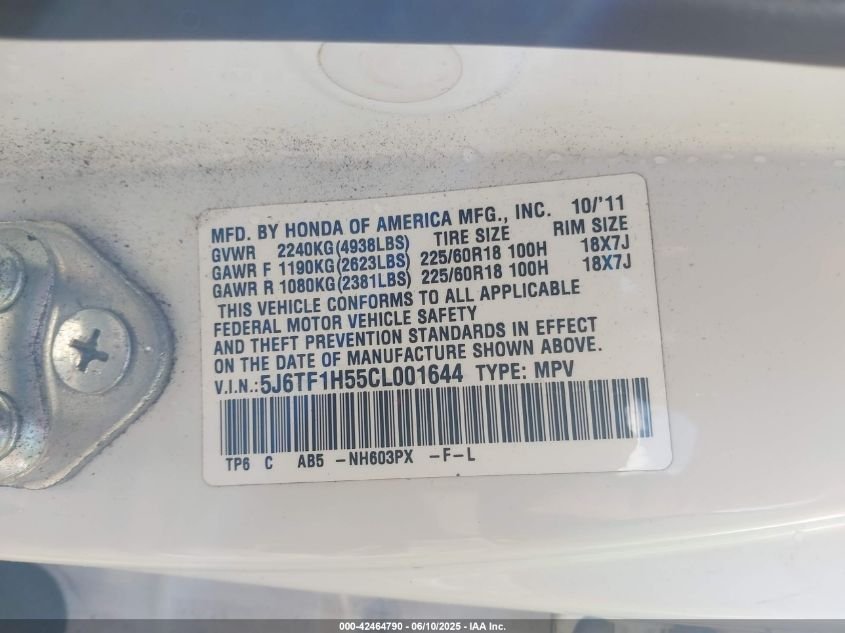 MFD. BY HONDA OF AMERICA MFG., INC. 10/'11
GVWR 2240KG(4938LBS) TIRE SIZE RIM SIZE
GAWR F 1190KG(2623LBS) 225/60R18 100H 18X7J
GAWR R 1080KG(2381LBS) 225/60R18 100H 18X7J
THIS VEHICLE CONFORMS TO ALL APPLICABLE
FEDERAL MOTOR VEHICLE SAFETY
AND THEFT PREVENTION STANDARDS IN EFFECT
ON THE DATE OF MANUFACTURE SHOWN ABOVE.
V.I.N.:5J6TF1H55CL001644 TYPE: MPV
TP6 C AB5 -NH603PX -F-L
000-42464790 - 06/10/2025 - IAA Inc.